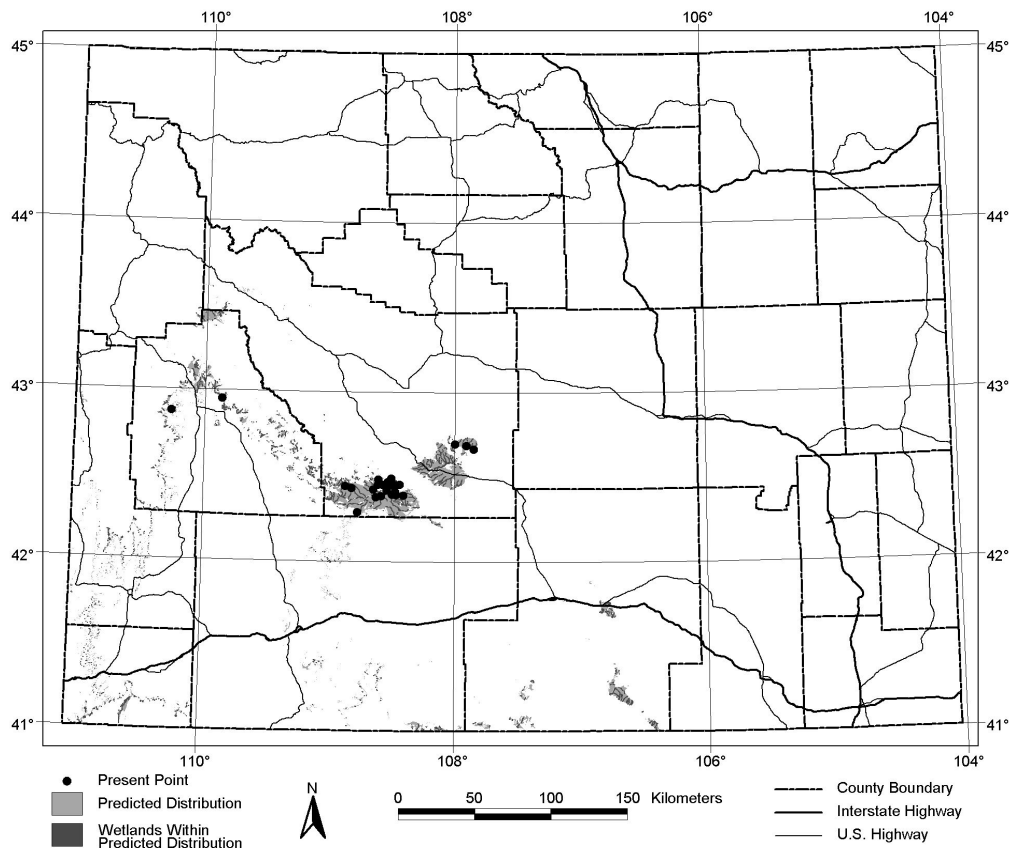 110° 108° 106° 104°
45° 45°
44° 44°
43° 43°
42° 42°
41° 41°
110° 108° 106° 104°
Present Point
Predicted Distribution
Wetlands Within
Predicted Distribution
N
0 50 100 150 Kilometers
County Boundary
Interstate Highway
U.S. Highway